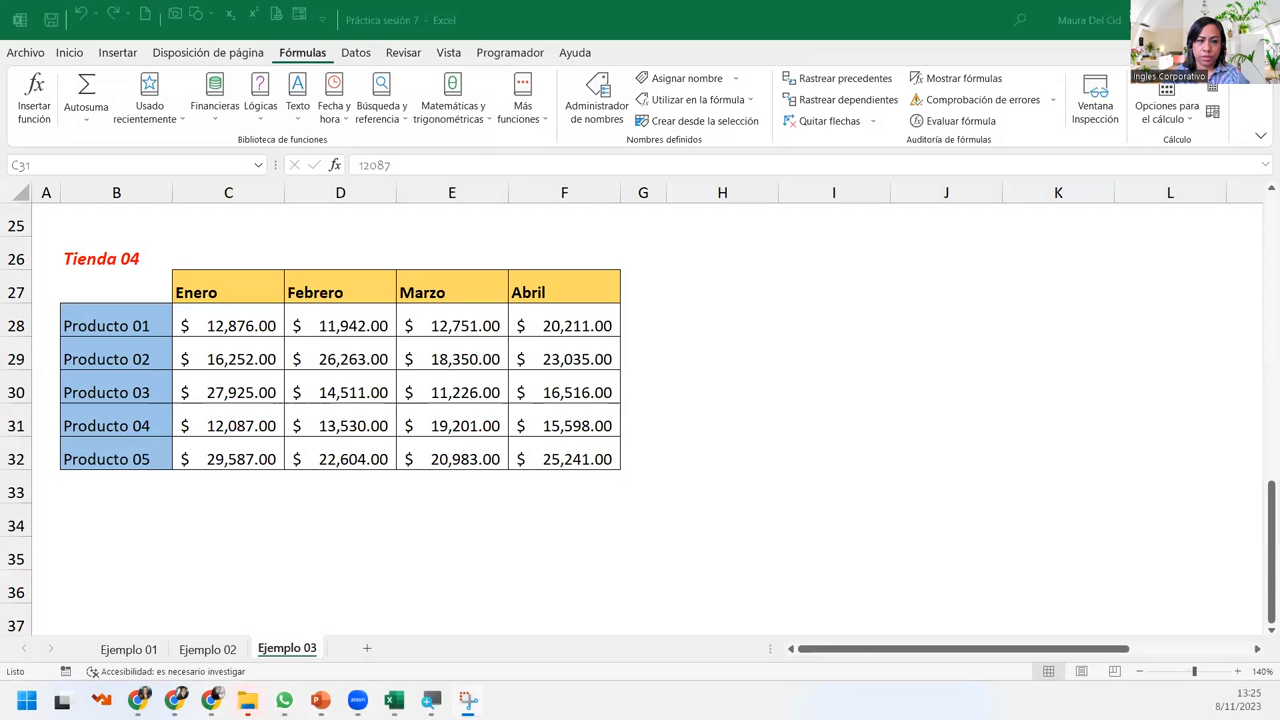 Práctica sesión 7 - Excel
Maura Del Cid
Ingles Corporativo
Archivo Inicio Insertar Disposición de página Fórmulas Datos Revisar Vista Programador Ayuda
Insertar función
Autosuma
Usado recientemente
Financieras
Lógicas
Texto
Fecha y hora
Búsqueda y referencia
Matemáticas y trigonométricas
Más funciones
Biblioteca de funciones
Administrador de nombres
Asignar nombre
Utilizar en la fórmula
Crear desde la selección
Nombres definidos
Rastrear precedentes
Rastrear dependientes
Quitar flechas
Mostrar fórmulas
Comprobación de errores
Evaluar fórmula
Auditoría de fórmulas
Ventana Inspección
Opciones para el cálculo
Cálculo
C31 fx 12087
A B C D E F G H I J K L
25
26 Tienda 04
27 Enero Febrero Marzo Abril
28 Producto 01 $ 12,876.00 $ 11,942.00 $ 12,751.00 $ 20,211.00
29 Producto 02 $ 16,252.00 $ 26,263.00 $ 18,350.00 $ 23,035.00
30 Producto 03 $ 27,925.00 $ 14,511.00 $ 11,226.00 $ 16,516.00
31 Producto 04 $ 12,087.00 $ 13,530.00 $ 19,201.00 $ 15,598.00
32 Producto 05 $ 29,587.00 $ 22,604.00 $ 20,983.00 $ 25,241.00
33
34
35
36
37
Ejemplo 01 Ejemplo 02 Ejemplo 03
Listo Accesibilidad: es necesario investigar 140%
zoom
13:25
8/11/2023